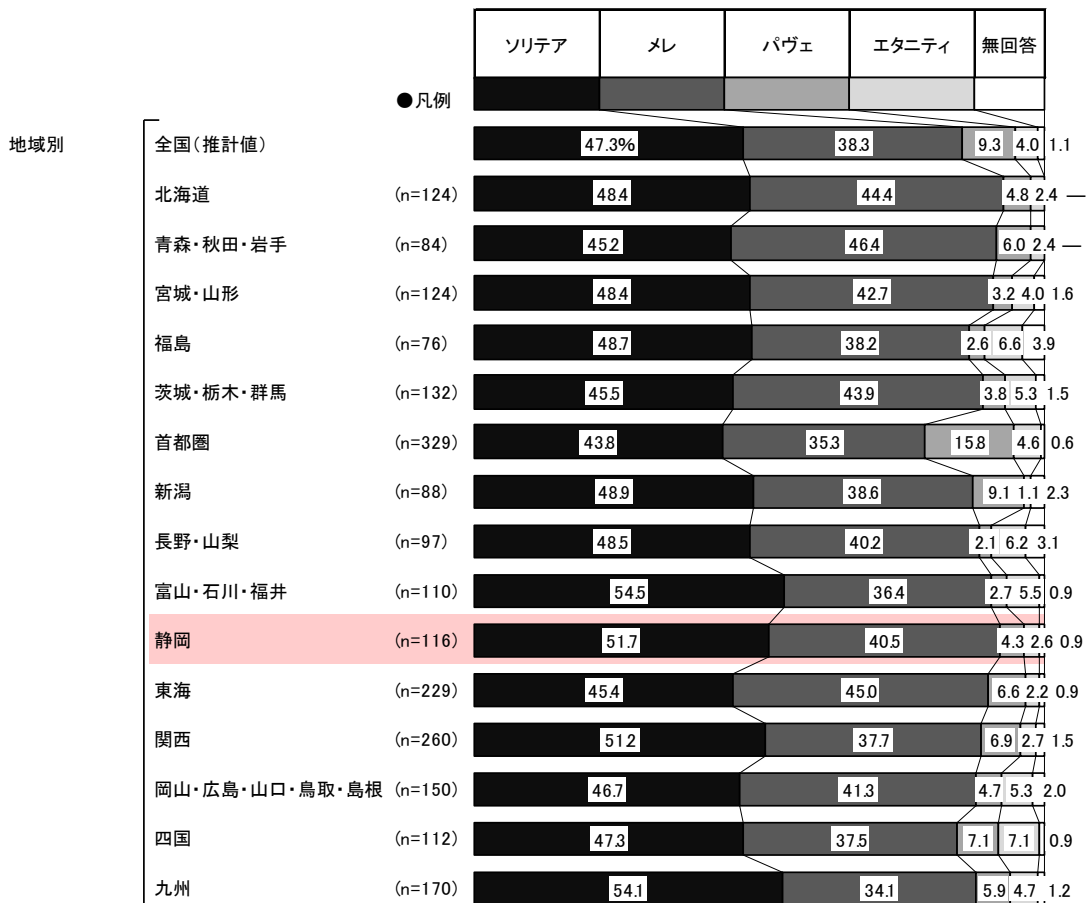 ソリテア メレ パヴェ エタニティ 無回答
●凡例
地域別 全国(推計値) 47.3% 38.3 9.3 4.0 1.1
北海道 (n=124) 48.4 44.4 4.8 2.4 ―
青森・秋田・岩手 (n=84) 45.2 46.4 6.0 2.4 ―
宮城・山形 (n=124) 48.4 42.7 3.2 4.0 1.6
福島 (n=76) 48.7 38.2 2.6 6.6 3.9
茨城・栃木・群馬 (n=132) 45.5 43.9 3.8 5.3 1.5
首都圏 (n=329) 43.8 35.3 15.8 4.6 0.6
新潟 (n=88) 48.9 38.6 9.1 1.1 2.3
長野・山梨 (n=97) 48.5 40.2 2.1 6.2 3.1
富山・石川・福井 (n=110) 54.5 36.4 2.7 5.5 0.9
静岡 (n=116) 51.7 40.5 4.3 2.6 0.9
東海 (n=229) 45.4 45.0 6.6 2.2 0.9
関西 (n=260) 51.2 37.7 6.9 2.7 1.5
岡山・広島・山口・鳥取・島根 (n=150) 46.7 41.3 4.7 5.3 2.0
四国 (n=112) 47.3 37.5 7.1 7.1 0.9
九州 (n=170) 54.1 34.1 5.9 4.7 1.2